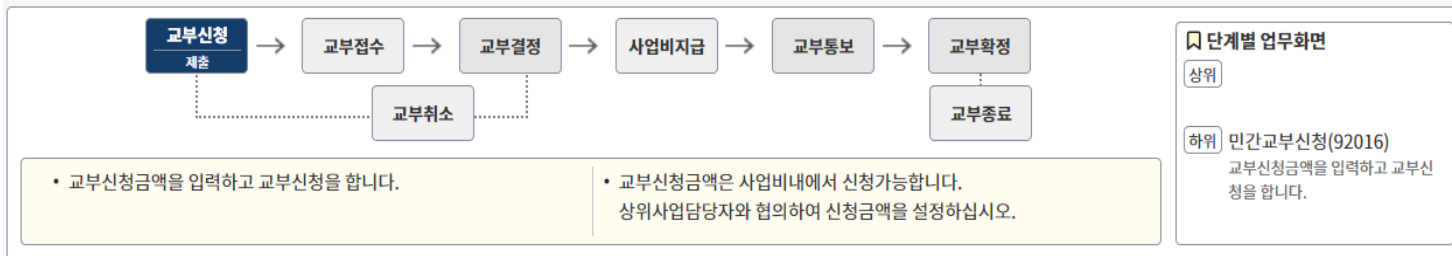 교부신청
제출
교부접수
교부결정
사업비지급
교부통보
교부확정
교부취소
교부종료
• 교부신청금액을 입력하고 교부신청을 합니다.
• 교부신청금액은 사업비내에서 신청가능합니다.
상위사업담당자와 협의하여 신청금액을 설정하십시오.
단계별 업무화면
상위
하위 민간교부신청(92016)
교부신청금액을 입력하고 교부신
청을 합니다.